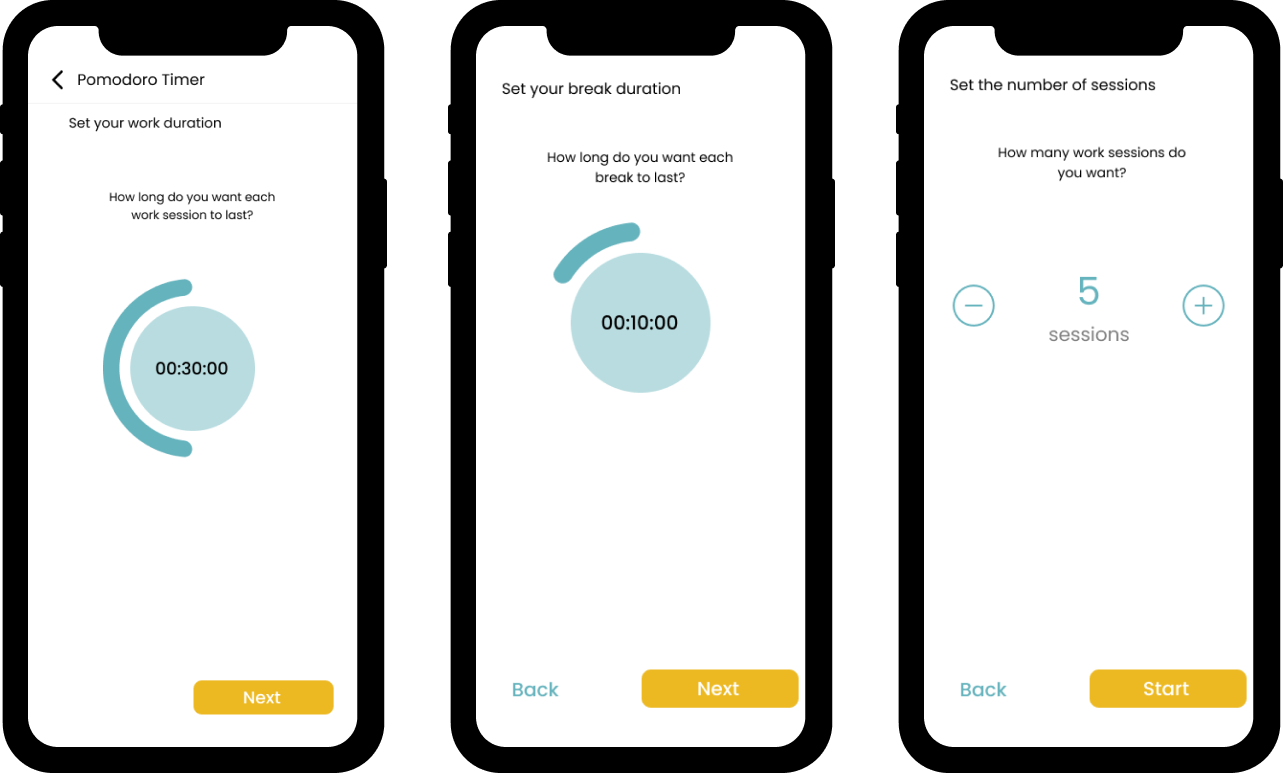 Pomodoro Timer
Set your work duration
How long do you want each
work session to last?
00:30:00
Next
Set your break duration
How long do you want each
break to last?
00:10:00
Back
Next
Set the number of sessions
How many work sessions do
you want?
5
sessions
Back
Start